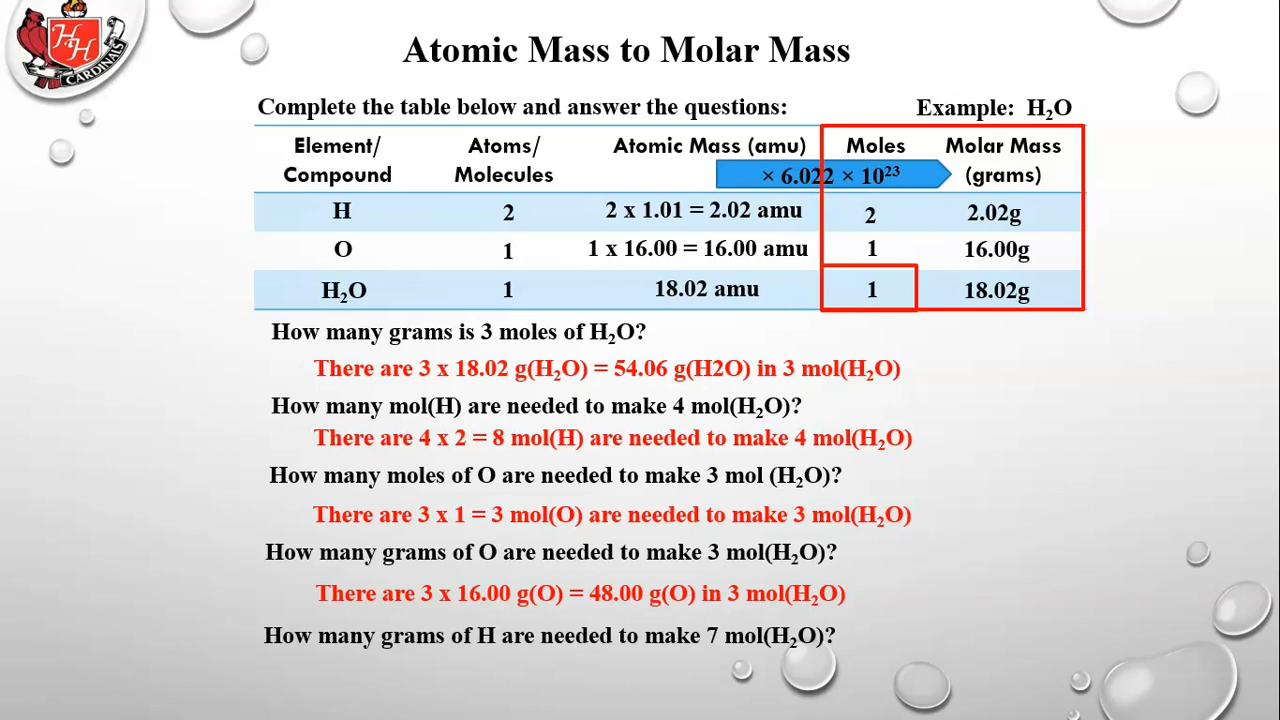 HH
CARDINALS
Atomic Mass to Molar Mass
Complete the table below and answer the questions: Example: H₂O
Element/ Atoms/ Atomic Mass (amu) Moles Molar Mass
Compound Molecules × 6.022 × 10²³ (grams)
H 2 2 x 1.01 = 2.02 amu 2 2.02g
O 1 1 x 16.00 = 16.00 amu 1 16.00g
H₂O 1 18.02 amu 1 18.02g
How many grams is 3 moles of H₂O?
There are 3 x 18.02 g(H₂O) = 54.06 g(H2O) in 3 mol(H₂O)
How many mol(H) are needed to make 4 mol(H₂O)?
There are 4 x 2 = 8 mol(H) are needed to make 4 mol(H₂O)
How many moles of O are needed to make 3 mol (H₂O)?
There are 3 x 1 = 3 mol(O) are needed to make 3 mol(H₂O)
How many grams of O are needed to make 3 mol(H₂O)?
There are 3 x 16.00 g(O) = 48.00 g(O) in 3 mol(H₂O)
How many grams of H are needed to make 7 mol(H₂O)?